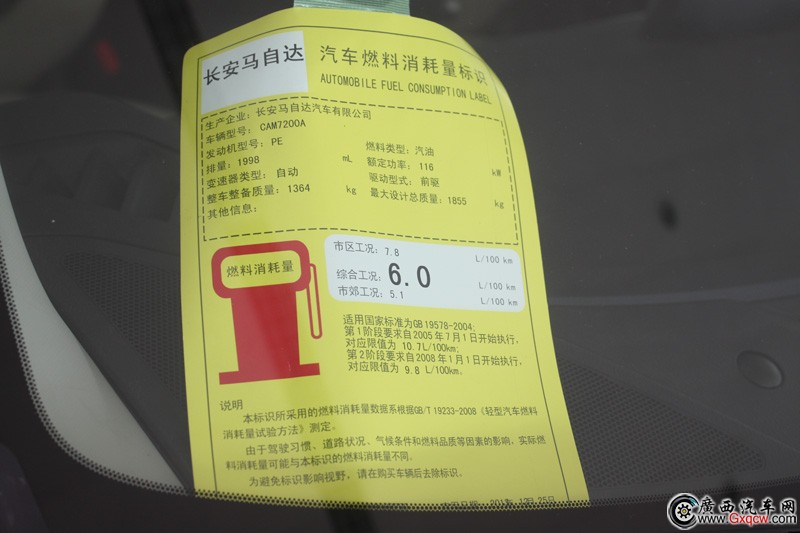 长安马自达
汽车燃料消耗量标识
AUTOMOBILE FUEL CONSUMPTION LABEL
生产企业：长安马自达汽车有限公司
车辆型号：CAM7200A
发动机型号：PE 燃料类型：汽油
排量：1998 mL 额定功率：116 kW
变速器类型：自动 驱动型式：前驱
整车整备质量：1364 kg 最大设计总质量：1855 kg
其他信息：
燃料消耗量
市区工况：7.8 L/100 km
综合工况：6.0 L/100 km
市郊工况：5.1 L/100 km
适用国家标准为GB 19578-2004；
第1阶段要求自2005年7月1日开始执行，
对应限值为 10.7L/100km；
第2阶段要求自2008年1月1日开始执行，
对应限值为 9.8 L/100km.
说明
本标识所采用的燃料消耗量数据系根据GB/T 19233-2008《轻型汽车燃料
消耗量试验方法》测定。
由于驾驶习惯、道路状况、气候条件和燃料品质等因素的影响，实际燃
料消耗量可能与本标识的燃料消耗量不同。
为避免标识影响视野，请在购买车辆后去除标识。
廣西汽车网
www.Gxqcw.com